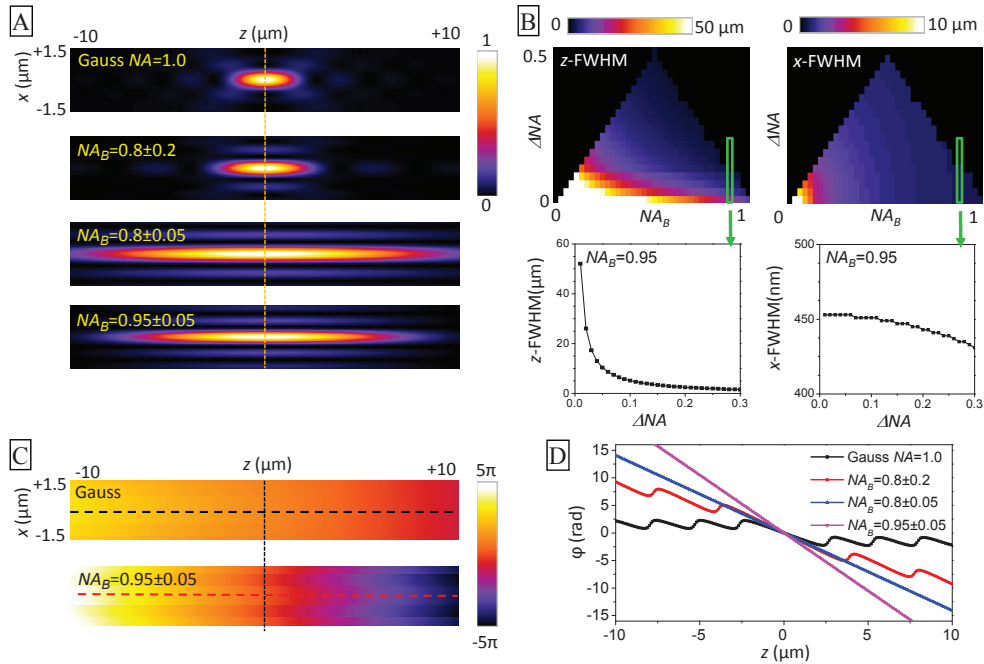 A
-10
z (μm)
+10
+1.5
x (μm)
-1.5
Gauss NA=1.0
NA_B=0.8±0.2
NA_B=0.8±0.05
NA_B=0.95±0.05
1
0
B
0
50 μm
0
10 μm
0.5
z-FWHM
ΔNA
0
0
NA_B
1
x-FWHM
ΔNA
0
NA_B
1
60
50
40
30
20
10
0
z-FWHM(μm)
NA_B=0.95
0.0
0.1
0.2
0.3
ΔNA
500
450
400
x-FWHM(nm)
NA_B=0.95
0.0
0.1
0.2
0.3
ΔNA
C
-10
z (μm)
+10
+1.5
x (μm)
-1.5
Gauss
NA_B=0.95±0.05
5π
-5π
D
15
10
5
0
-5
-10
-15
φ (rad)
Gauss NA=1.0
NA_B=0.8±0.2
NA_B=0.8±0.05
NA_B=0.95±0.05
-10
-5
0
5
10
z (μm)